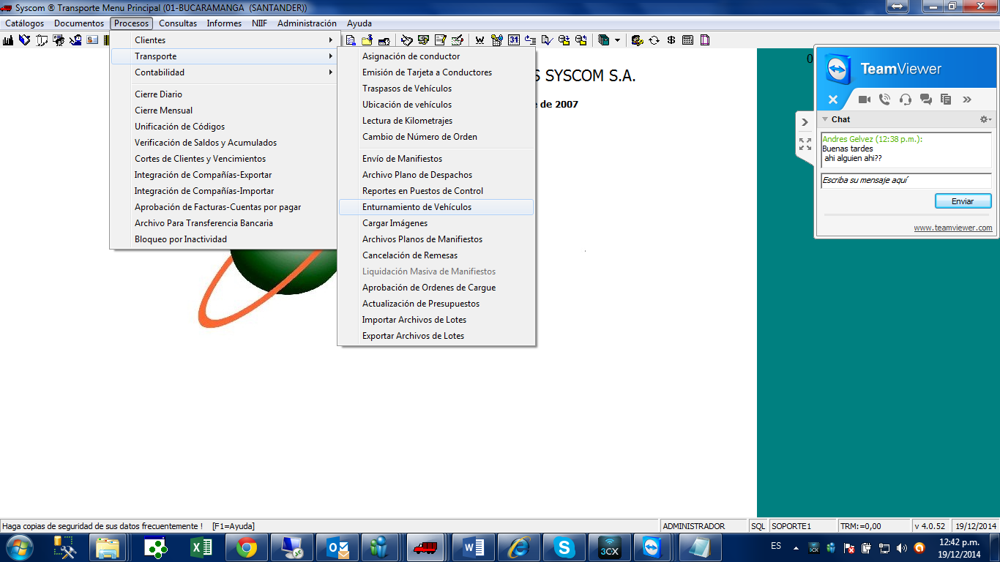 Syscom ® Transporte Menu Principal (01-BUCARAMANGA (SANTANDER))
Catálogos Documentos Procesos Consultas Informes NIIF Administración Ayuda
Clientes
Transporte
Contabilidad
Cierre Diario
Cierre Mensual
Unificación de Códigos
Verificación de Saldos y Acumulados
Cortes de Clientes y Vencimientos
Integración de Compañías-Exportar
Integración de Compañías-Importar
Aprobación de Facturas-Cuentas por pagar
Archivo Para Transferencia Bancaria
Bloqueo por Inactividad
Asignación de conductor
Emisión de Tarjeta a Conductores
Traspasos de Vehículos
Ubicación de vehículos
Lectura de Kilometrajes
Cambio de Número de Orden
Envío de Manifiestos
Archivo Plano de Despachos
Reportes en Puestos de Control
Enturnamiento de Vehículos
Cargar Imágenes
Archivos Planos de Manifiestos
Cancelación de Remesas
Liquidación Masiva de Manifiestos
Aprobación de Ordenes de Cargue
Actualización de Presupuestos
Importar Archivos de Lotes
Exportar Archivos de Lotes
S SYSCOM S.A.
e de 2007
0
TeamViewer
Chat
Andres Gelvez (12:38 p.m.):
Buenas tardes
ahi alguien ahi??
Escriba su mensaje aquí
Enviar
www.teamviewer.com
Haga copias de seguridad de sus datos frecuentemente ! [F1=Ayuda]
ADMINISTRADOR SQL SOPORTE1 TRM:=0,00 v 4.0.52 19/12/2014
ES
12:42 p.m.
19/12/2014